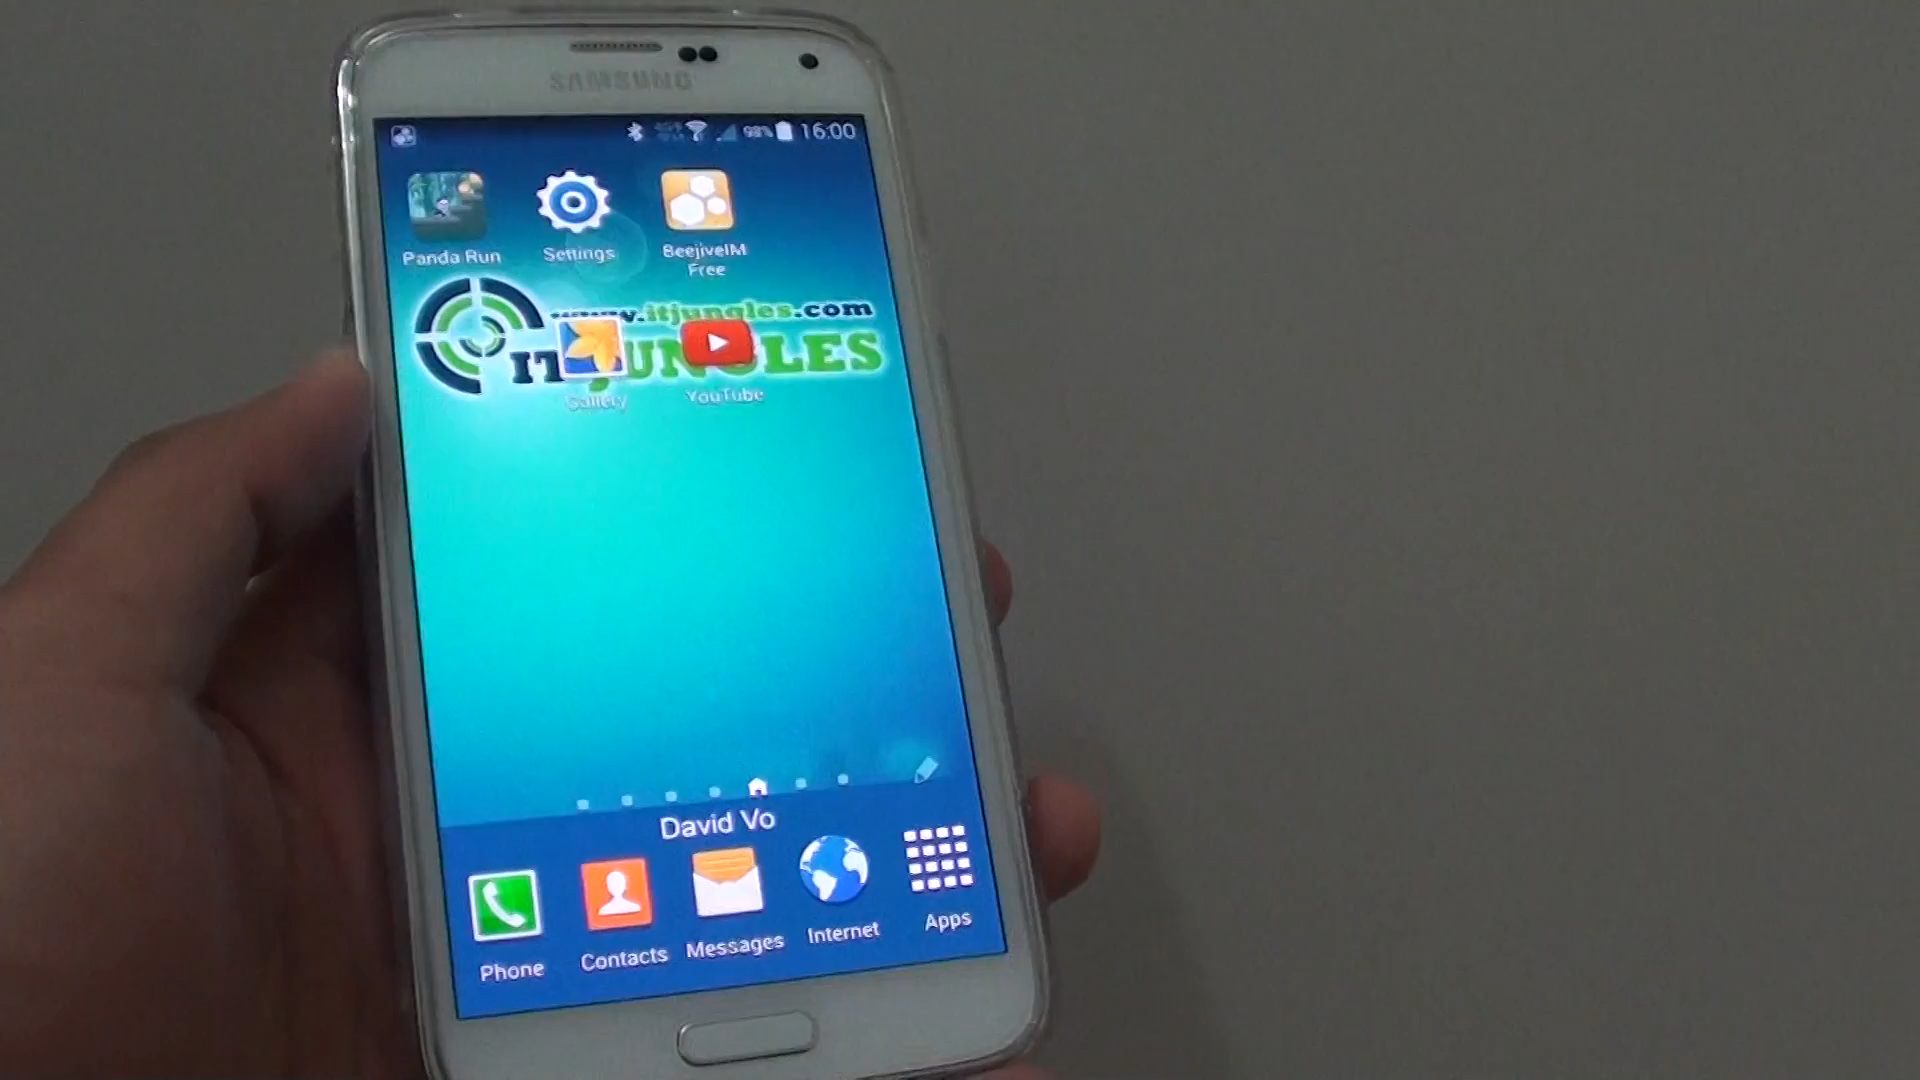 SAMSUNG
98% 16:00
Panda Run
Settings
BeejiveIM
Free
www.itjungles.com
IT JUNGLES
Gallery
YouTube
David Vo
Phone
Contacts
Messages
Internet
Apps